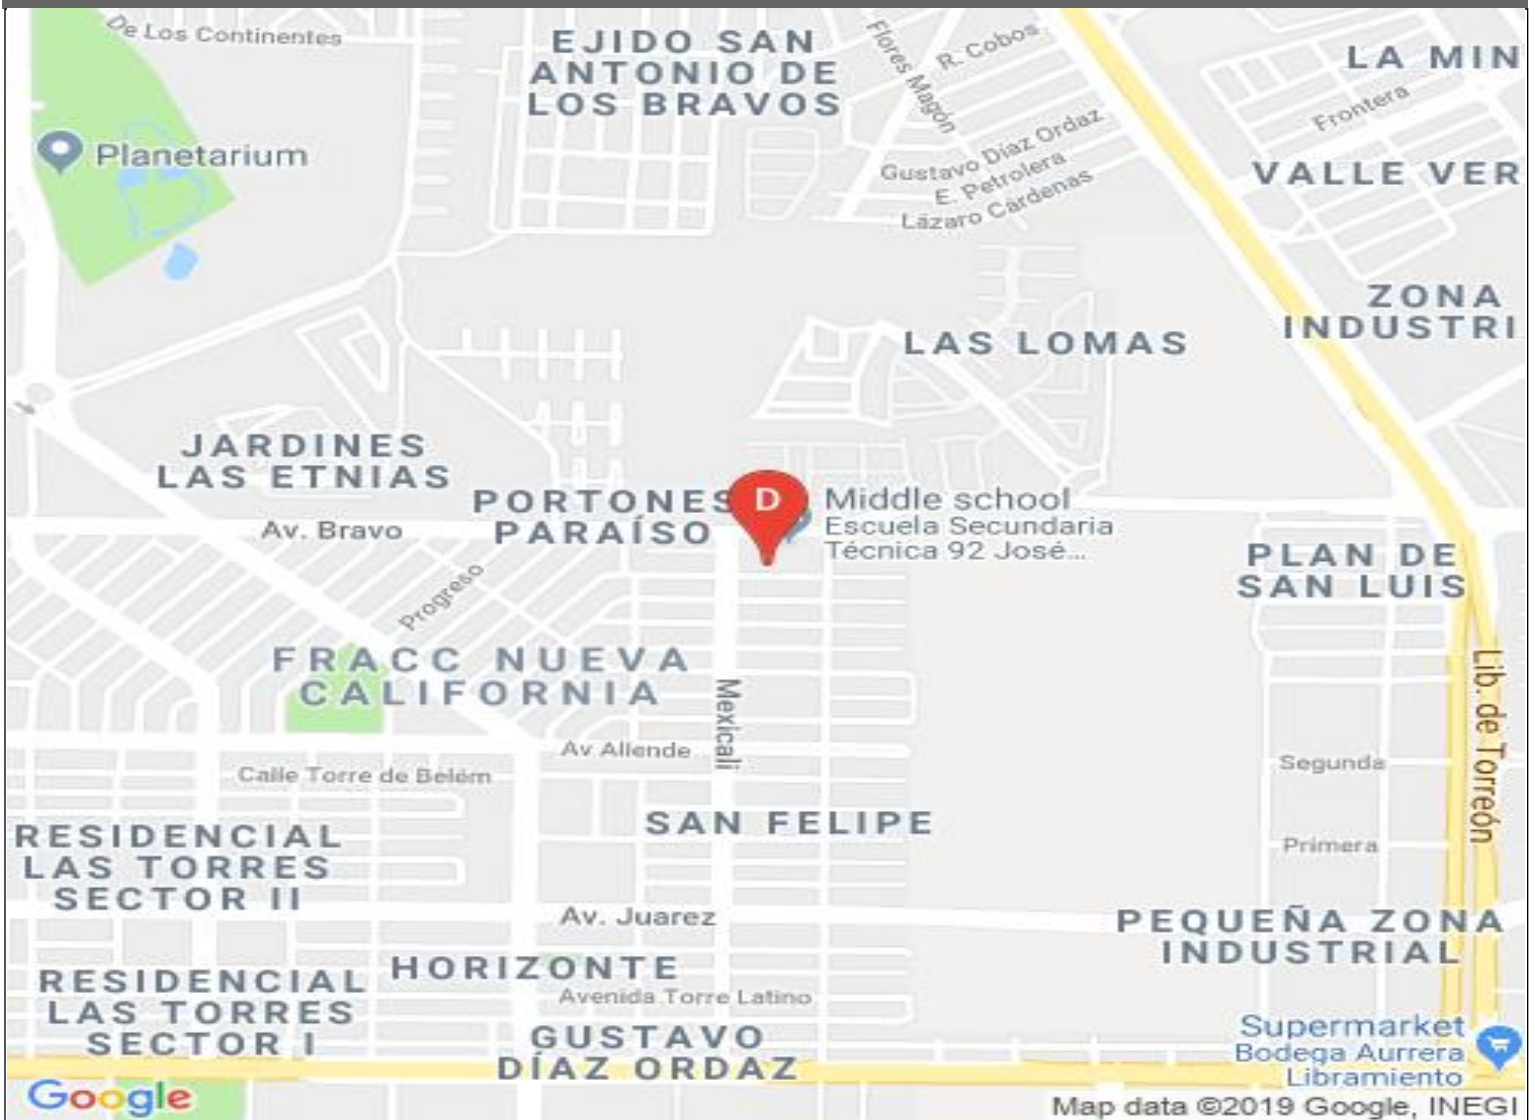 De Los Continentes
EJIDO SAN
ANTONIO DE
LOS BRAVOS
Flores Magón
R. Cobos
LA MIN
Frontera
Planetarium
Gustavo Díaz Ordaz
E. Petrolera
Lázaro Cárdenas
VALLE VER
ZONA
INDUSTRI
LAS LOMAS
JARDINES
LAS ETNIAS
PORTONES
PARAÍSO
D
Middle school
Escuela Secundaria
Técnica 92 José...
Av. Bravo
PLAN DE
SAN LUIS
Progreso
FRACC NUEVA
CALIFORNIA
Mexicali
Lib. de Torreón
Av Allende
Segunda
Calle Torre de Belém
SAN FELIPE
RESIDENCIAL
LAS TORRES
SECTOR II
Primera
Av. Juarez
PEQUEÑA ZONA
INDUSTRIAL
HORIZONTE
RESIDENCIAL
LAS TORRES
SECTOR I
Avenida Torre Latino
GUSTAVO
DÍAZ ORDAZ
Supermarket
Bodega Aurrera
Libramiento
Google
Map data ©2019 Google, INEGI